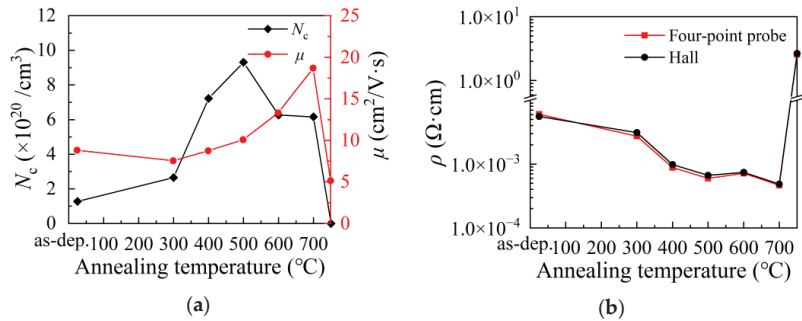 (a)
N_c
μ
12
10
8
6
4
2
0
25
20
15
10
5
0
N_c (×10^20 /cm^3)
μ (cm^2/V·s)
as-dep. 100 200 300 400 500 600 700
Annealing temperature (℃)
(a)
Four-point probe
Hall
1.0×10^1
1.0×10^0
1.0×10^-3
1.0×10^-4
ρ (Ω·cm)
as-dep. 100 200 300 400 500 600 700
Annealing temperature (℃)
(b)